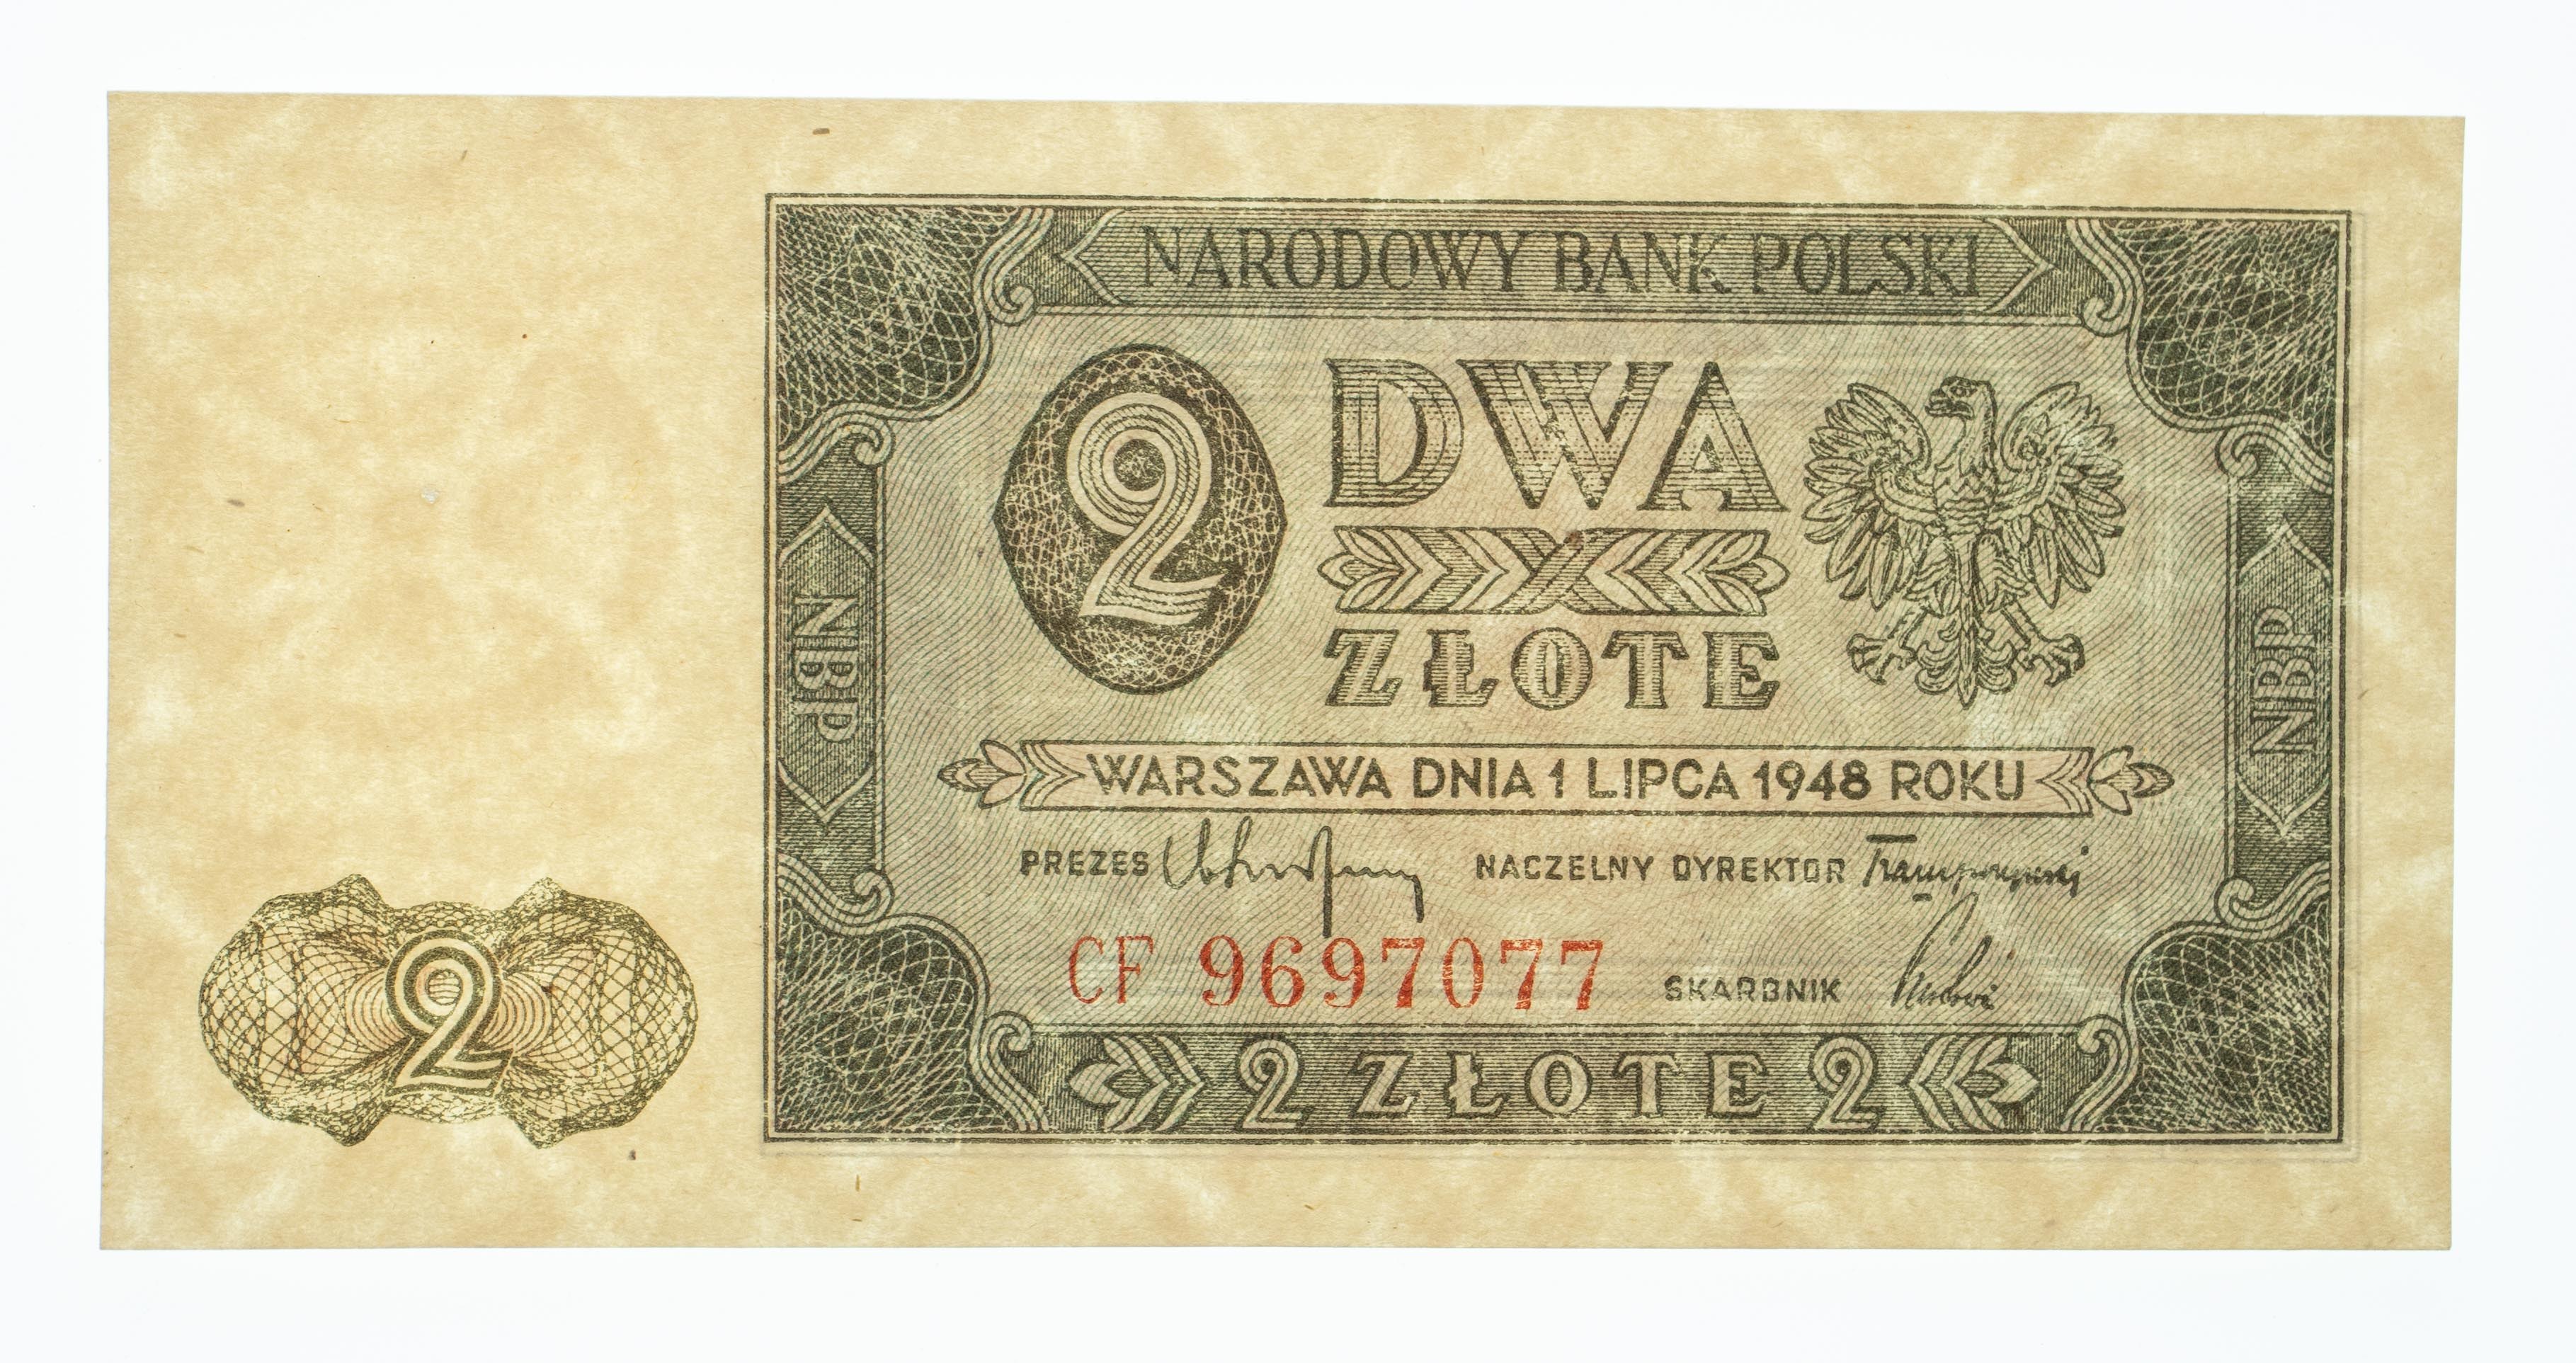 NARODOWY BANK POLSKI
2
DWA
ZŁOTE
NBP
NBP
WARSZAWA DNIA 1 LIPCA 1948 ROKU
PREZES
NACZELNY DYREKTOR
CF 9697077
SKARBNIK
2
2 ZŁOTE 2